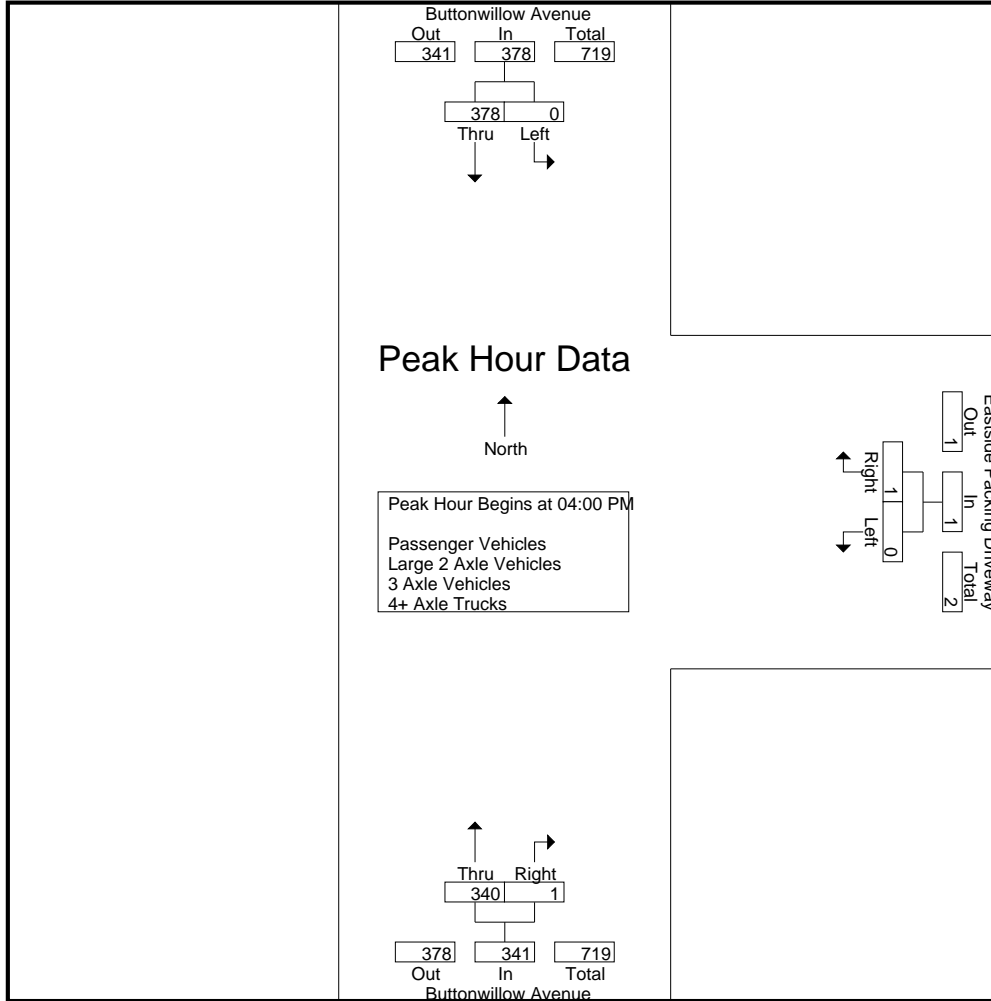 Buttonwillow Avenue
Out In Total
341 378 719
378 0
Thru Left
Peak Hour Data
North
Peak Hour Begins at 04:00 PM
Passenger Vehicles
Large 2 Axle Vehicles
3 Axle Vehicles
4+ Axle Trucks
Eastside Packing Driveway
Out In Total
1 1 2
Right Left
1 0
Thru Right
340 1
378 341 719
Out In Total
Buttonwillow Avenue